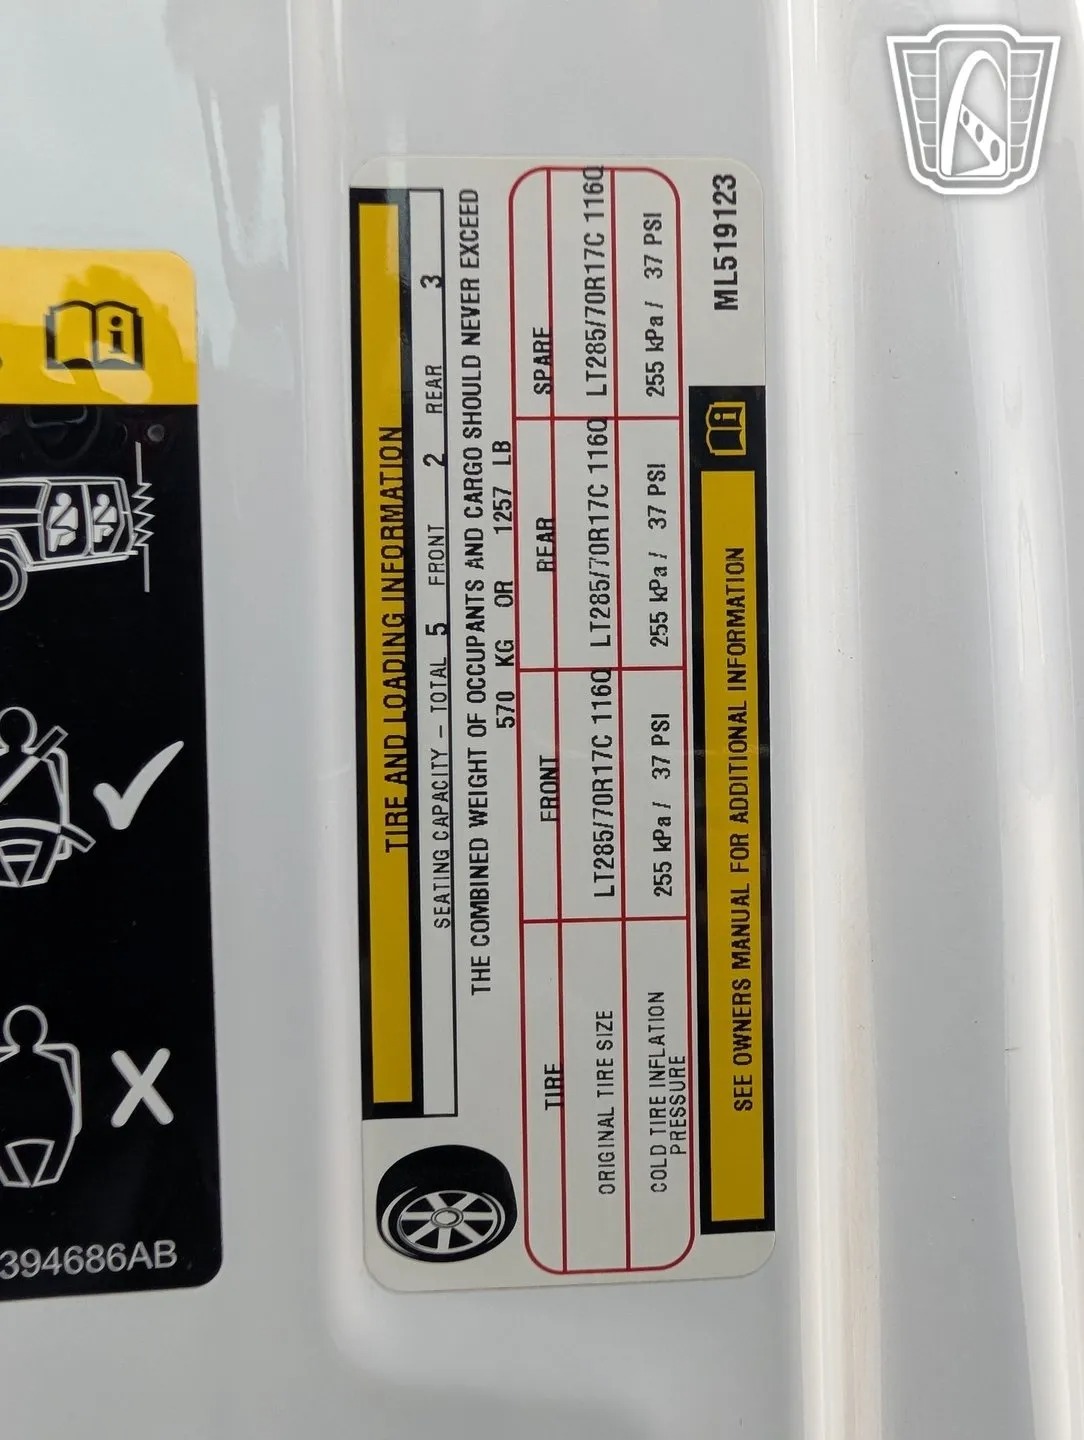 TIRE AND LOADING INFORMATION
SEATING CAPACITY – TOTAL 5 FRONT 2 REAR 3
THE COMBINED WEIGHT OF OCCUPANTS AND CARGO SHOULD NEVER EXCEED
570 KG OR 1257 LB
TIRE FRONT REAR SPARE
ORIGINAL TIRE SIZE LT285/70R17C 116Q LT285/70R17C 116Q LT285/70R17C 116Q
COLD TIRE INFLATION
PRESSURE 255 kPa / 37 PSI 255 kPa / 37 PSI 255 kPa / 37 PSI
SEE OWNERS MANUAL FOR ADDITIONAL INFORMATION
ML519123
394686AB